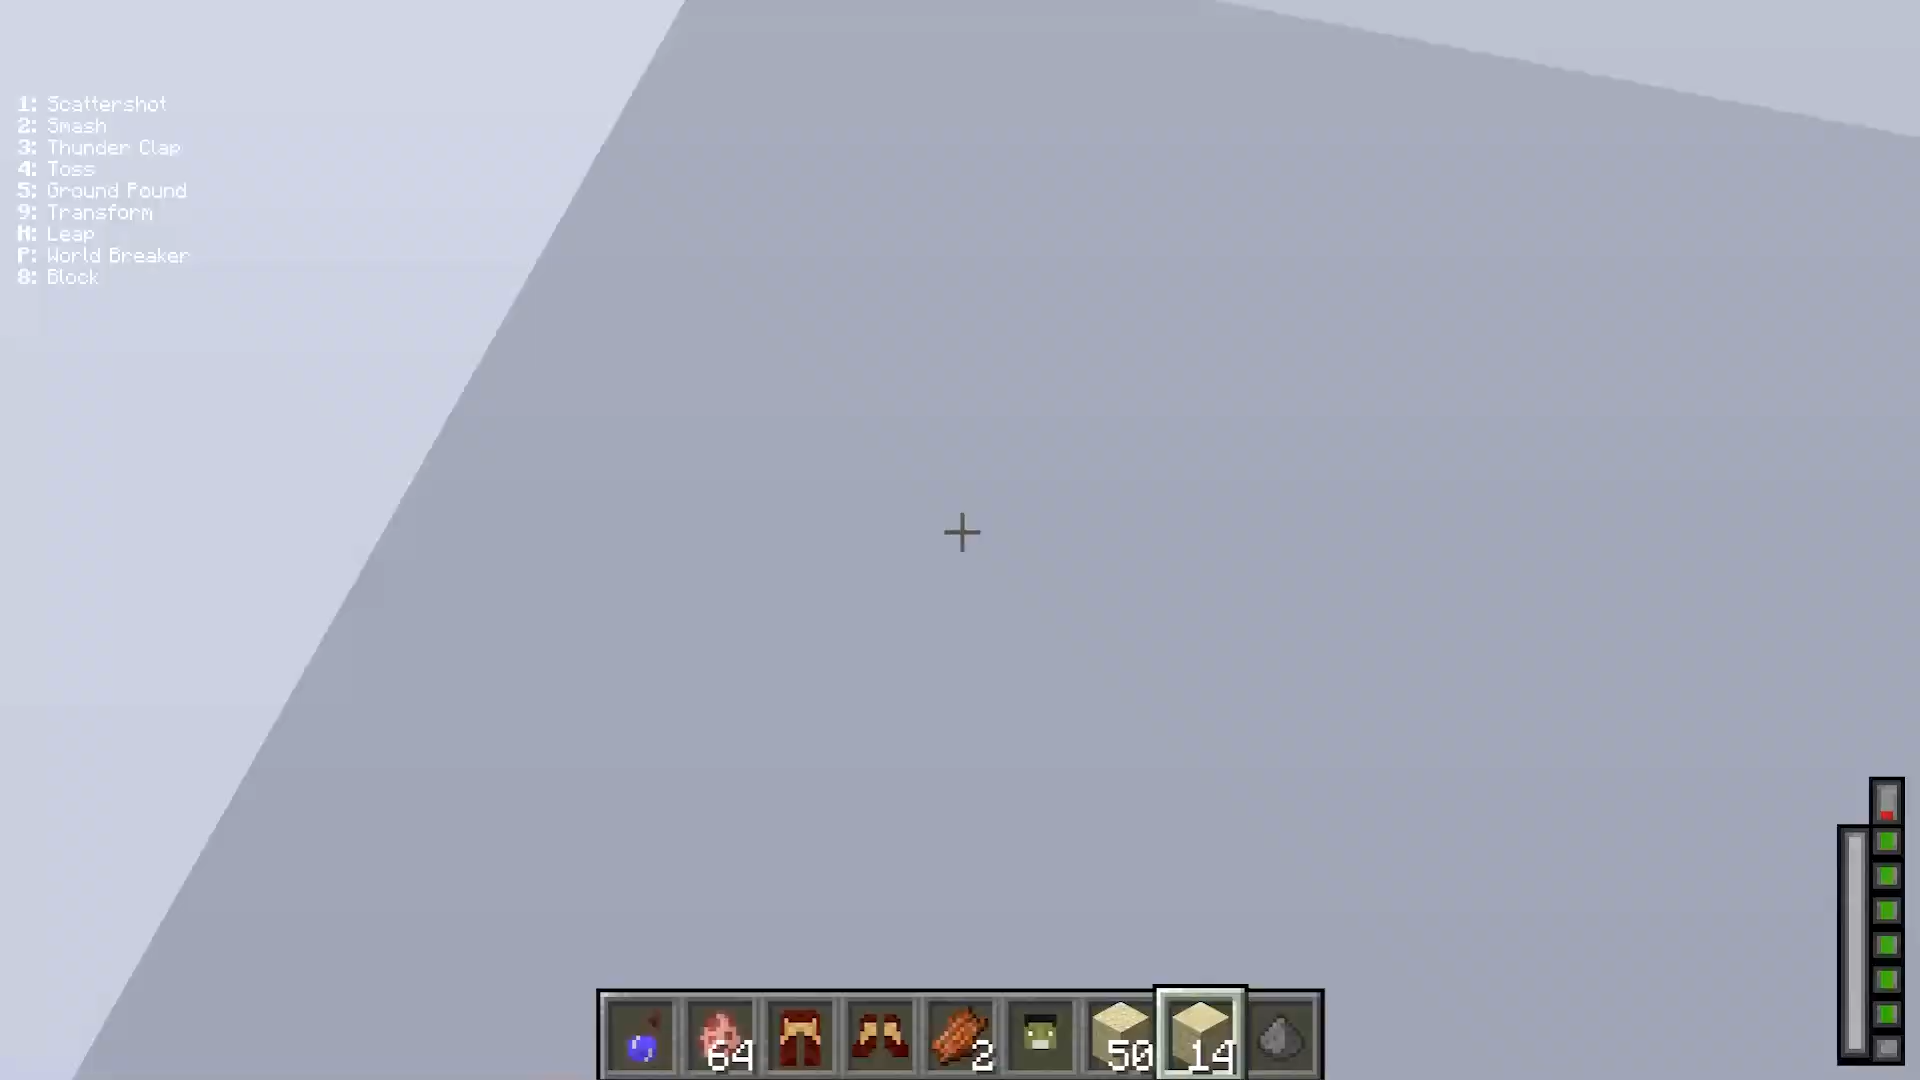 1: Scattershot
2: Smash
3: Thunder Clap
4: Toss
5: Ground Pound
9: Transform
H: Leap
P: World Breaker
8: Block
64 2 50 14